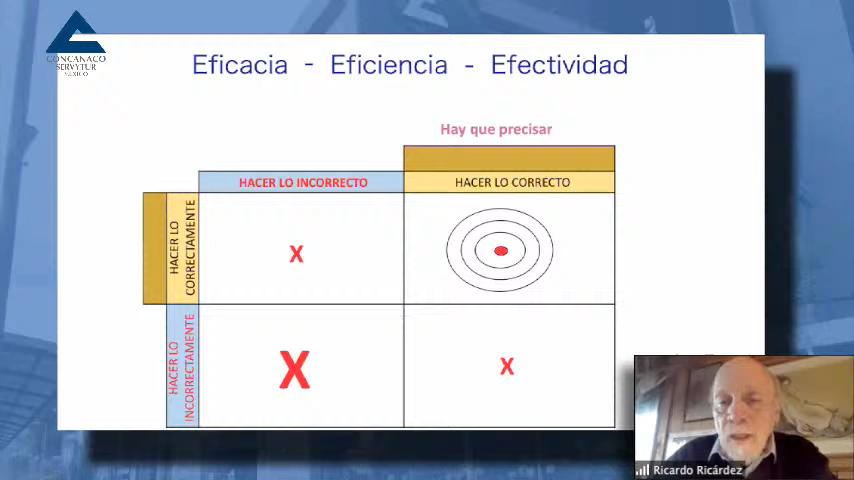 CONCANACO
SERVYTUR
MEXICO
Eficacia - Eficiencia - Efectividad
Hay que precisar
HACER LO INCORRECTO
HACER LO CORRECTO
HACER LO
CORRECTAMENTE
X
HACER LO
INCORRECTAMENTE
X
X
Ricardo Ricárdez